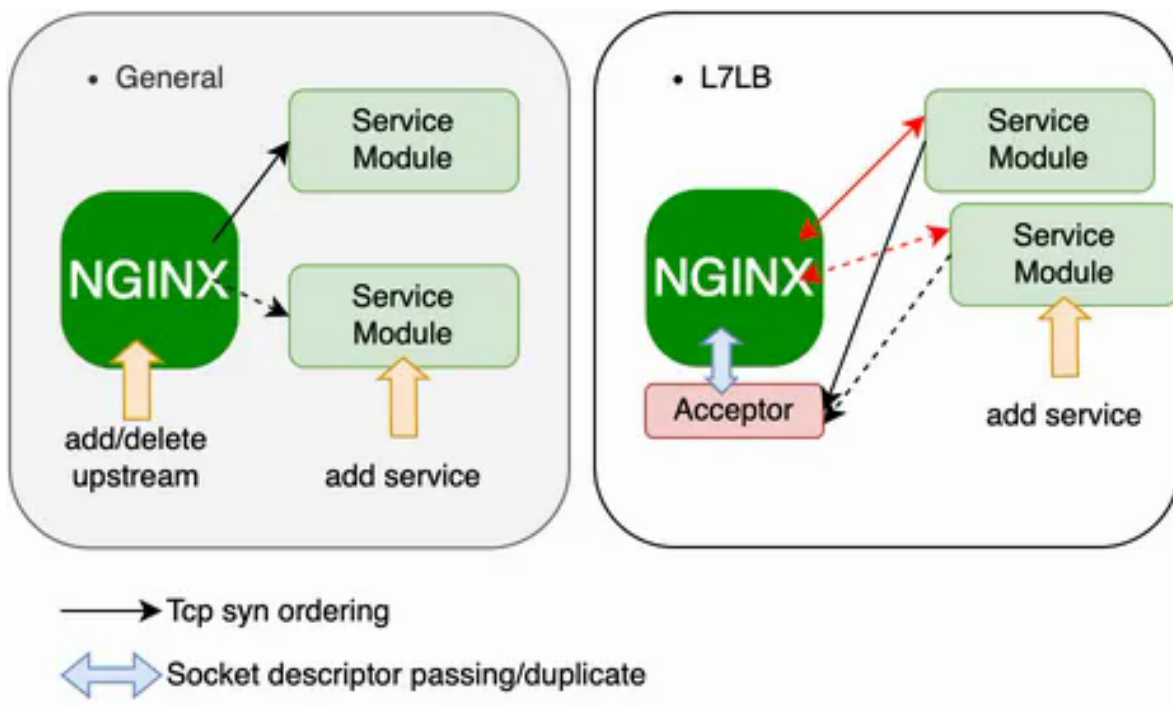 • General
Service
Module
NGINX
Service
Module
add/delete
upstream
add service
• L7LB
Service
Module
Service
Module
NGINX
Acceptor
add service
Tcp syn ordering
Socket descriptor passing/duplicate